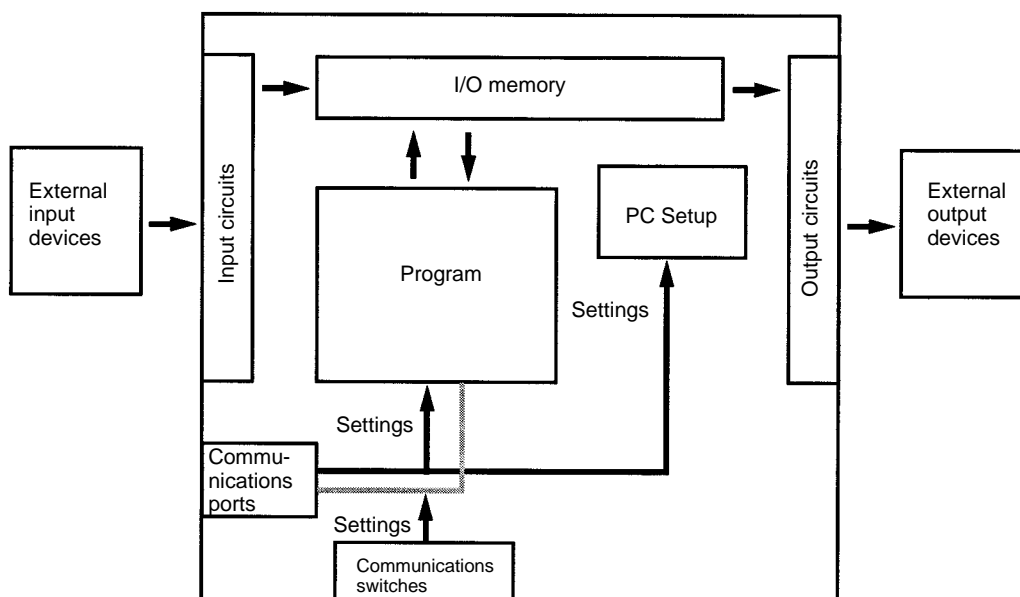 I/O memory
External
input
devices
Input circuits
PC Setup
Output circuits
External
output
devices
Program
Settings
Settings
Commu-
nications
ports
Settings
Communications
switches